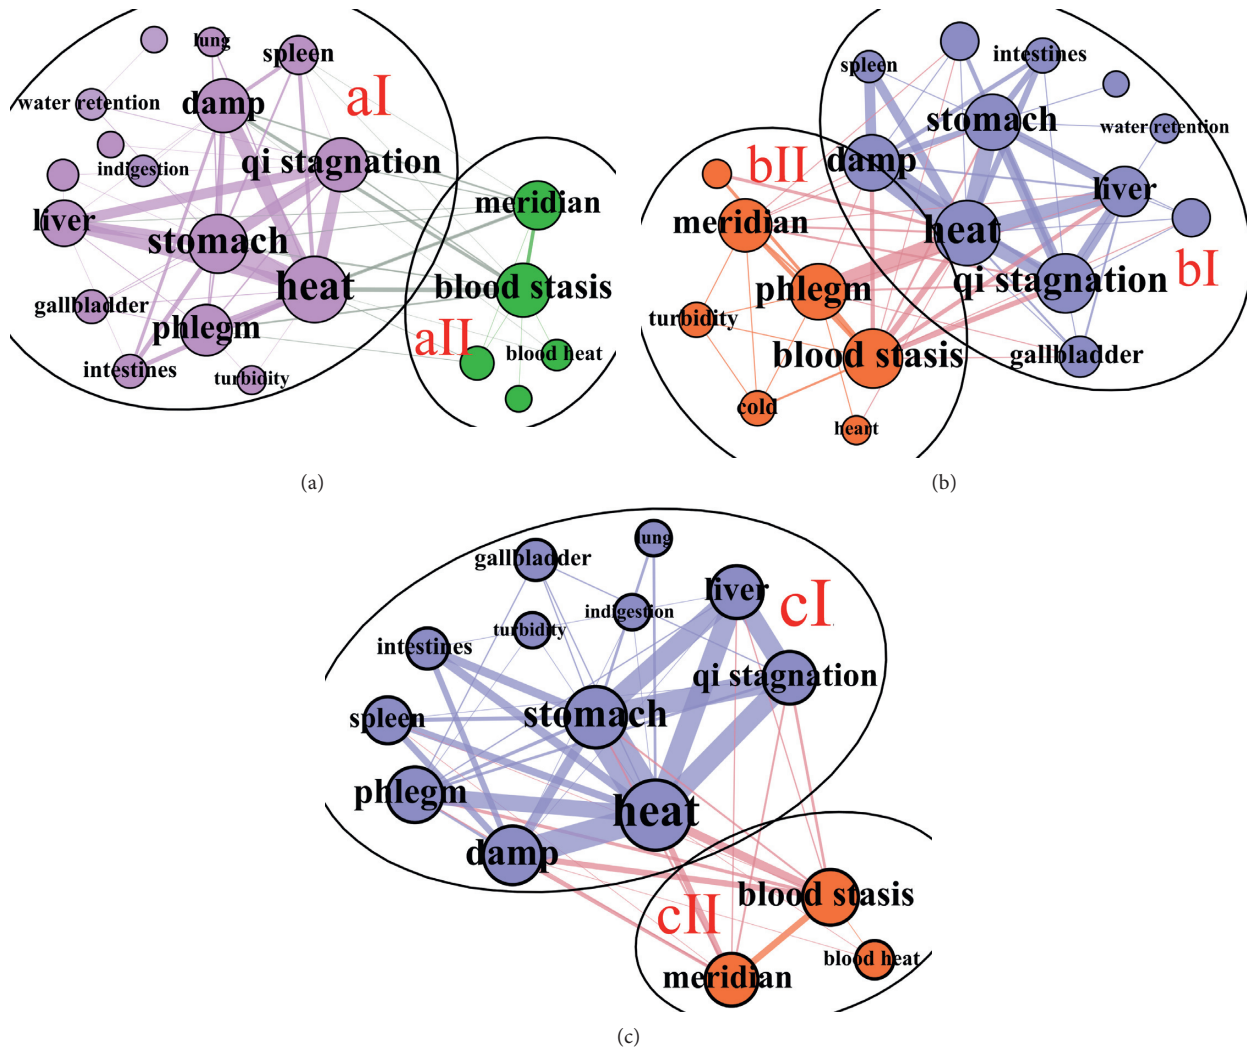 lung
spleen
aI
water retention
damp
qi stagnation
indigestion
liver
stomach
heat
gallbladder
phlegm
intestines
turbidity
meridian
blood stasis
aII
blood heat
(a)
intestines
spleen
stomach
water retention
bII
damp
liver
meridian
heat
bI
phlegm
qi stagnation
turbidity
blood stasis
gallbladder
cold
heart
(b)
lung
gallbladder
liver
cI
indigestion
turbidity
intestines
qi stagnation
stomach
spleen
phlegm
heat
damp
blood stasis
cII
blood heat
meridian
(c)